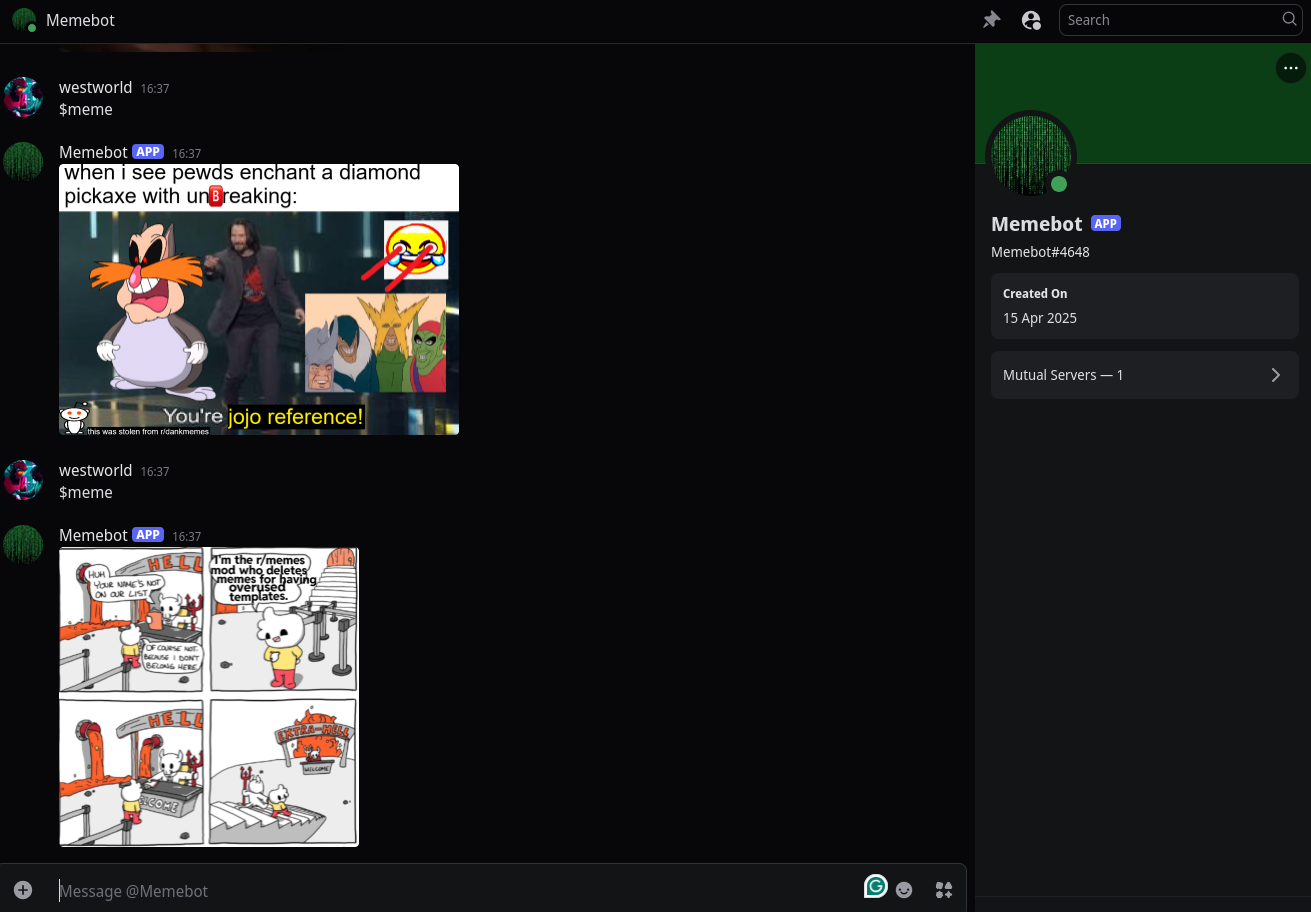 Memebot
Search
westworld 16:37
$meme
Memebot APP 16:37
when i see pewds enchant a diamond
pickaxe with un🅱reaking:
You're jojo reference!
this was stolen from r/dankmemes
westworld 16:37
$meme
Memebot APP 16:37
HELL
HUH
YOUR NAME'S NOT
ON OUR LIST
OF COURSE NOT.
BECAUSE I DON'T
BELONG HERE
I'm the r/memes
mod who deletes
memes for having
overused
templates.
HELL
WELCOME
EXTRA-HELL
WELCOME
Message @Memebot
Memebot APP
Memebot#4648
Created On
15 Apr 2025
Mutual Servers — 1